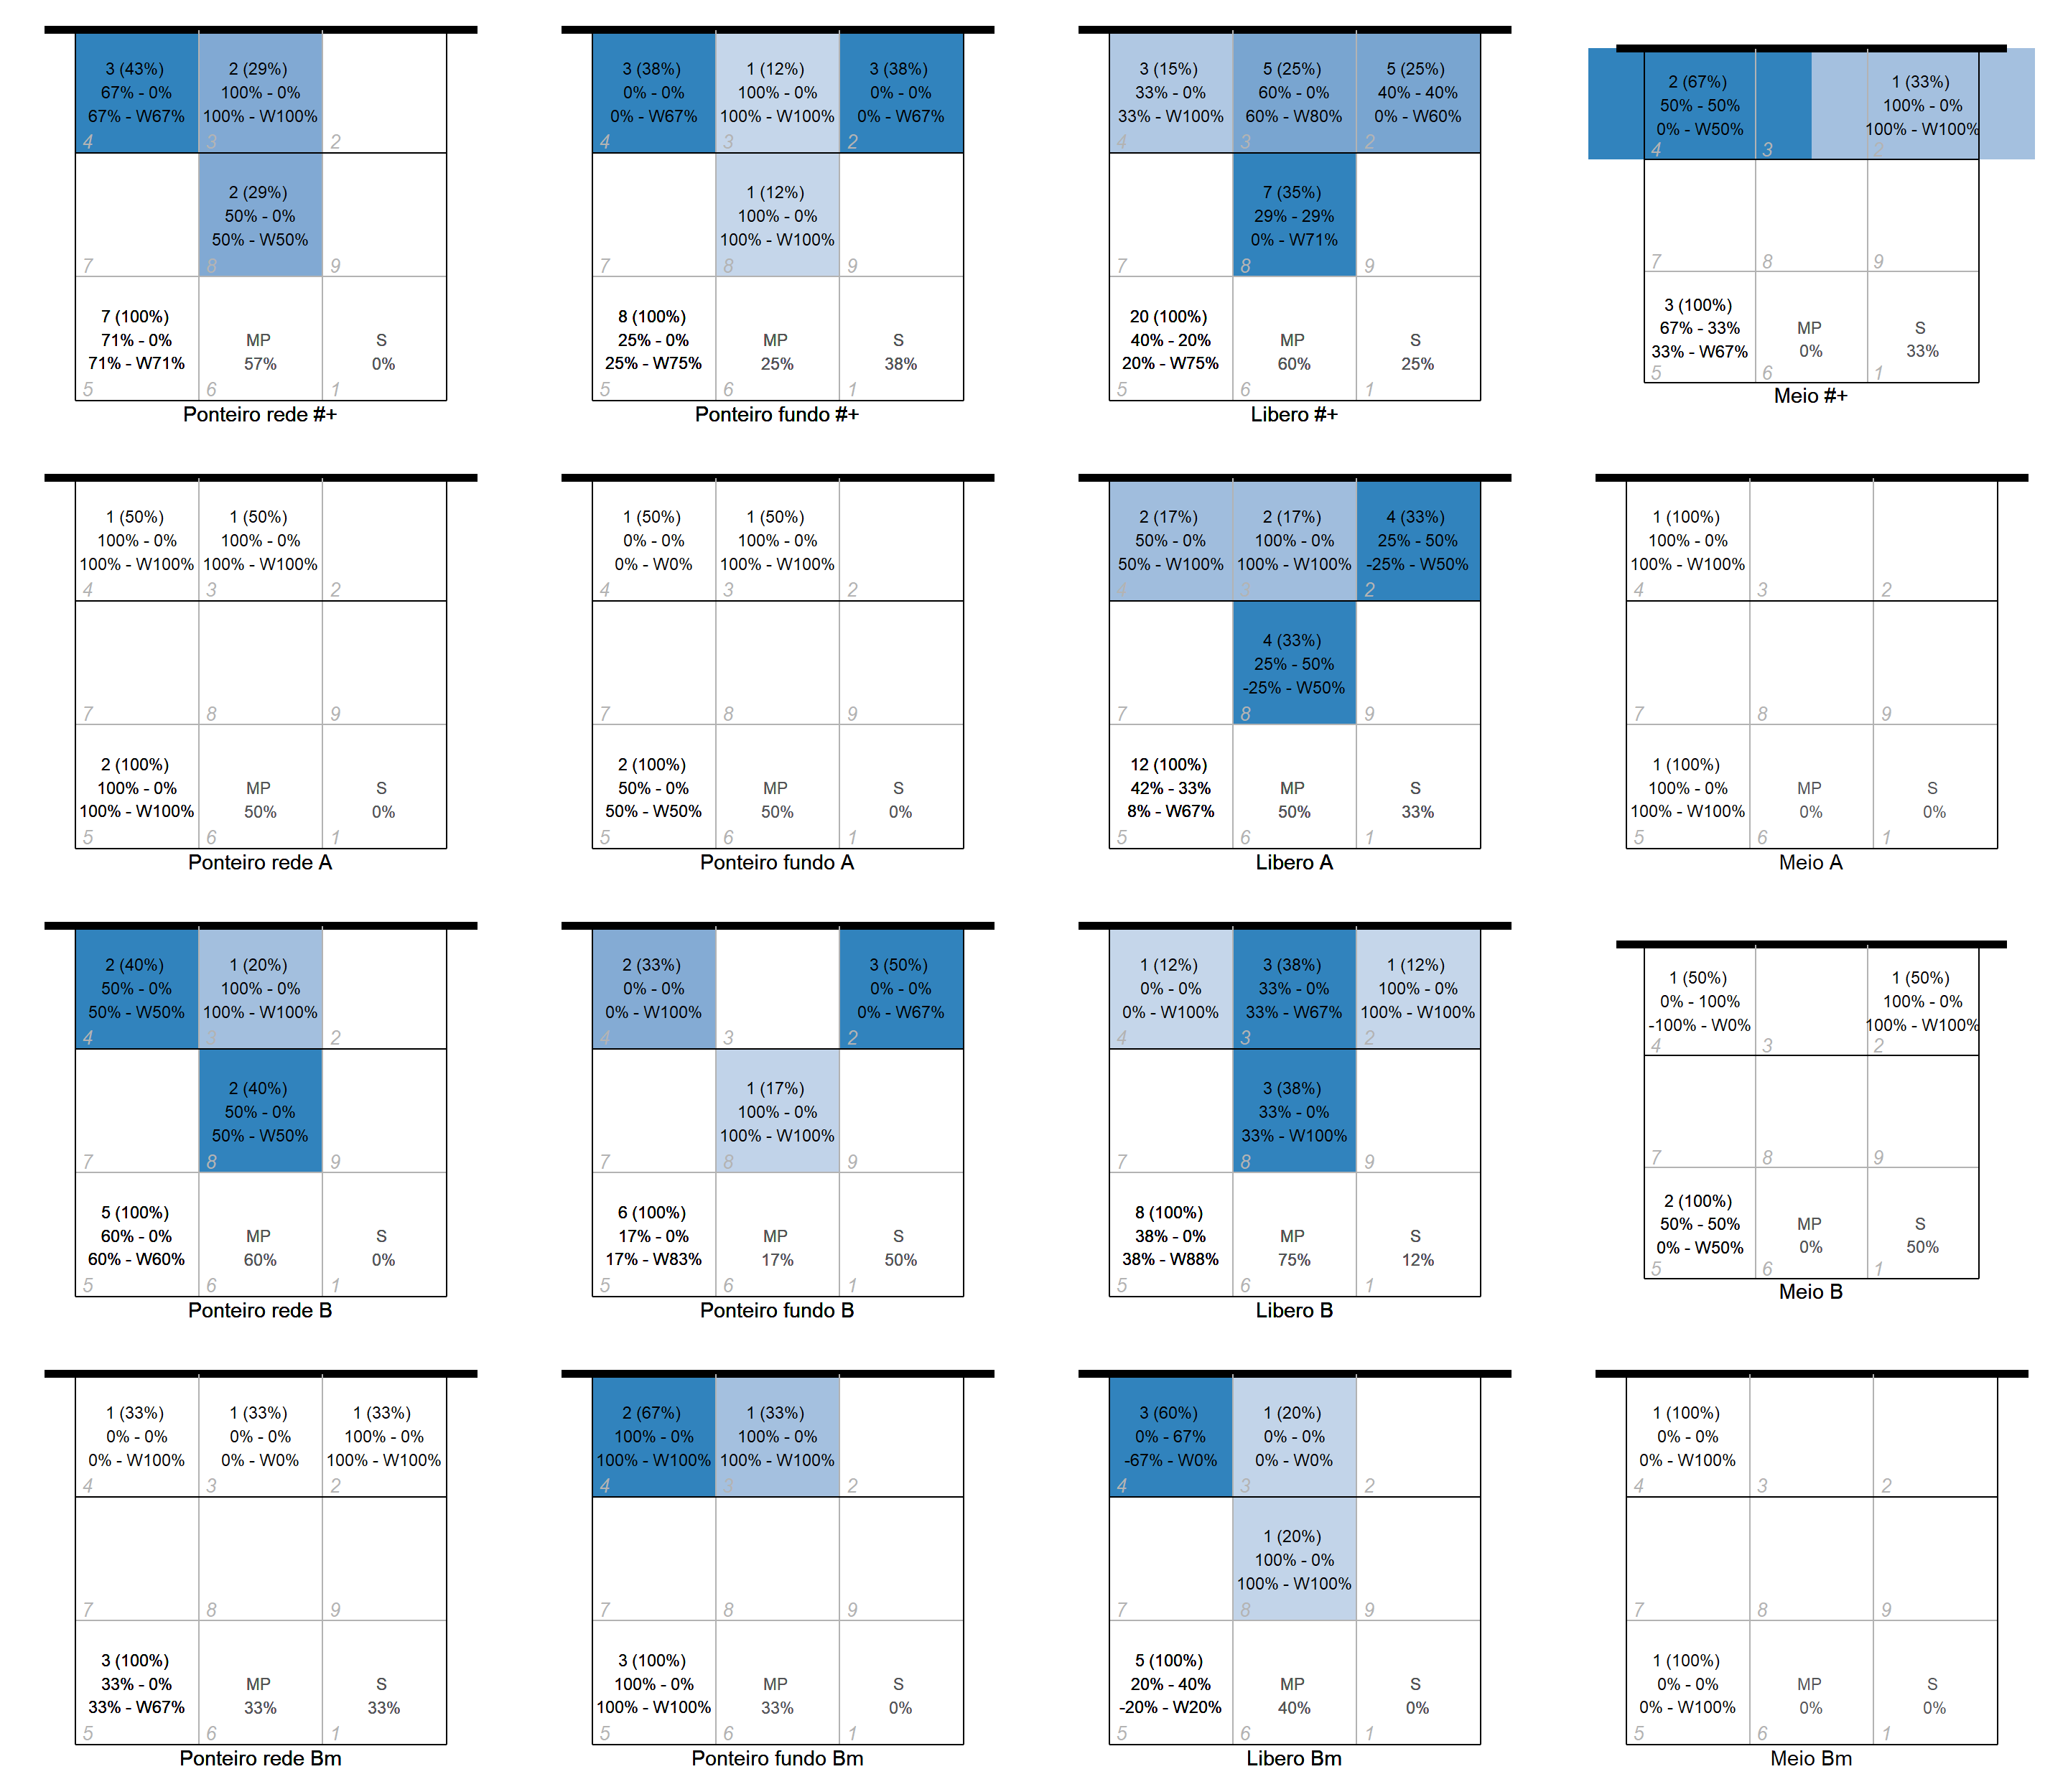 3 (43%)
67% - 0%
67% - W67%
4
2 (29%)
100% - 0%
100% - W100%
3
2
7
2 (29%)
50% - 0%
50% - W50%
8
9
7 (100%)
71% - 0%
71% - W71%
5
MP
57%
6
S
0%
1
Ponteiro rede #+
3 (38%)
0% - 0%
0% - W67%
4
1 (12%)
100% - 0%
100% - W100%
3
3 (38%)
0% - 0%
0% - W67%
2
7
1 (12%)
100% - 0%
100% - W100%
8
9
8 (100%)
25% - 0%
25% - W75%
5
MP
25%
6
S
38%
1
Ponteiro fundo #+
3 (15%)
33% - 0%
33% - W100%
4
5 (25%)
60% - 0%
60% - W80%
3
5 (25%)
40% - 40%
0% - W60%
2
7
7 (35%)
29% - 29%
0% - W71%
8
9
20 (100%)
40% - 20%
20% - W75%
5
MP
60%
6
S
25%
1
Libero #+
2 (67%)
50% - 50%
0% - W50%
4
3
1 (33%)
100% - 0%
100% - W100%
2
7
8
9
3 (100%)
67% - 33%
33% - W67%
5
MP
0%
6
S
33%
1
Meio #+
1 (50%)
100% - 0%
100% - W100%
4
1 (50%)
100% - 0%
100% - W100%
3
2
7
8
9
2 (100%)
100% - 0%
100% - W100%
5
MP
50%
6
S
0%
1
Ponteiro rede A
1 (50%)
0% - 0%
0% - W0%
4
1 (50%)
100% - 0%
100% - W100%
3
2
7
8
9
2 (100%)
50% - 0%
50% - W50%
5
MP
50%
6
S
0%
1
Ponteiro fundo A
2 (17%)
50% - 0%
50% - W100%
4
2 (17%)
100% - 0%
100% - W100%
3
4 (33%)
25% - 50%
-25% - W50%
2
7
4 (33%)
25% - 50%
-25% - W50%
8
9
12 (100%)
42% - 33%
8% - W67%
5
MP
50%
6
S
33%
1
Libero A
1 (100%)
100% - 0%
100% - W100%
4
3
2
7
8
9
1 (100%)
100% - 0%
100% - W100%
5
MP
0%
6
S
0%
1
Meio A
2 (40%)
50% - 0%
50% - W50%
4
1 (20%)
100% - 0%
100% - W100%
3
2
7
2 (40%)
50% - 0%
50% - W50%
8
9
5 (100%)
60% - 0%
60% - W60%
5
MP
60%
6
S
0%
1
Ponteiro rede B
2 (33%)
0% - 0%
0% - W100%
4
3
3 (50%)
0% - 0%
0% - W67%
2
7
1 (17%)
100% - 0%
100% - W100%
8
9
6 (100%)
17% - 0%
17% - W83%
5
MP
17%
6
S
50%
1
Ponteiro fundo B
1 (12%)
0% - 0%
0% - W100%
4
3 (38%)
33% - 0%
33% - W67%
3
1 (12%)
100% - 0%
100% - W100%
2
7
3 (38%)
33% - 0%
33% - W100%
8
9
8 (100%)
38% - 0%
38% - W88%
5
MP
75%
6
S
12%
1
Libero B
1 (50%)
0% - 100%
-100% - W0%
4
3
1 (50%)
100% - 0%
100% - W100%
2
7
8
9
2 (100%)
50% - 50%
0% - W50%
5
MP
0%
6
S
50%
1
Meio B
1 (33%)
0% - 0%
0% - W100%
4
1 (33%)
0% - 0%
0% - W0%
3
1 (33%)
100% - 0%
100% - W100%
2
7
8
9
3 (100%)
33% - 0%
33% - W67%
5
MP
33%
6
S
33%
1
Ponteiro rede Bm
2 (67%)
100% - 0%
100% - W100%
4
1 (33%)
100% - 0%
100% - W100%
3
2
7
8
9
3 (100%)
100% - 0%
100% - W100%
5
MP
33%
6
S
0%
1
Ponteiro fundo Bm
3 (60%)
0% - 67%
-67% - W0%
4
1 (20%)
0% - 0%
0% - W0%
3
2
7
1 (20%)
100% - 0%
100% - W100%
8
9
5 (100%)
20% - 40%
-20% - W20%
5
MP
40%
6
S
0%
1
Libero Bm
1 (100%)
0% - 0%
0% - W100%
4
3
2
7
8
9
1 (100%)
0% - 0%
0% - W100%
5
MP
0%
6
S
0%
1
Meio Bm